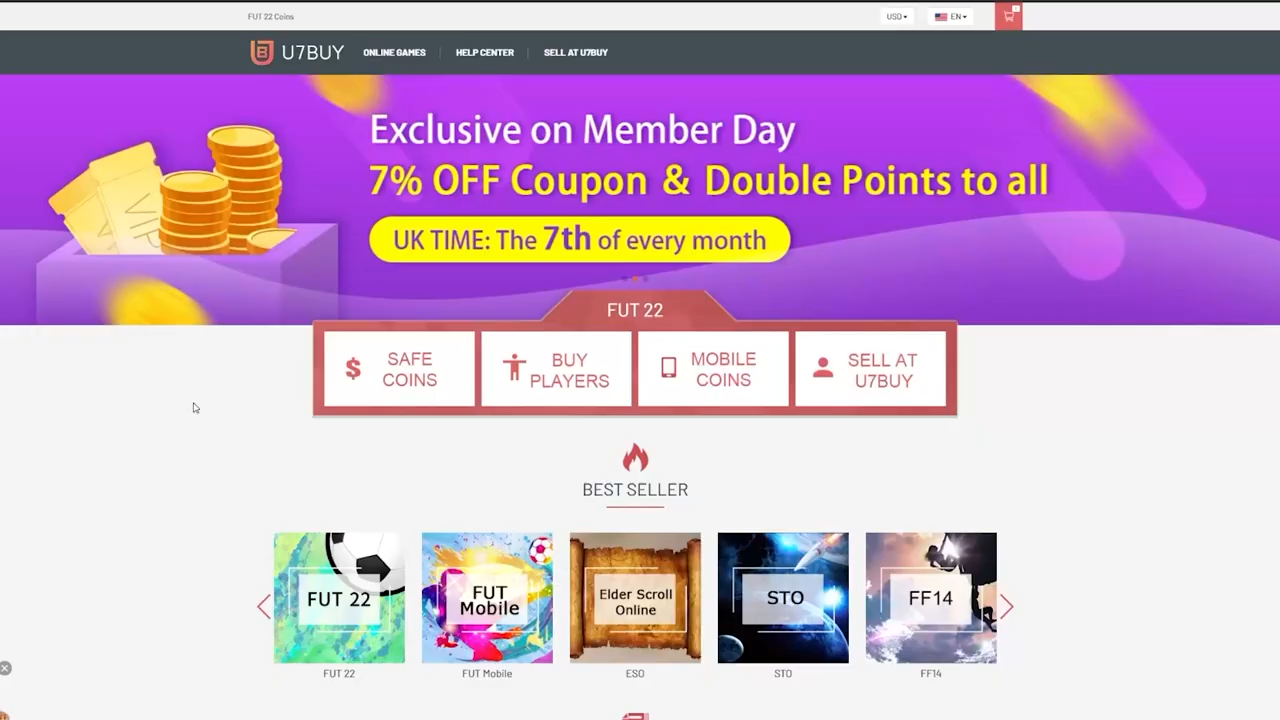 FUT 22 Coins
USD
EN
1
U7BUY
ONLINE GAMES
HELP CENTER
SELL AT U7BUY
Exclusive on Member Day
7% OFF Coupon & Double Points to all
UK TIME: The 7th of every month
VIP
FUT 22
SAFE
COINS
BUY
PLAYERS
MOBILE
COINS
SELL AT
U7BUY
BEST SELLER
FUT 22
FUT
Mobile
Elder Scroll
Online
STO
FF14
FUT 22
FUT Mobile
ESO
STO
FF14